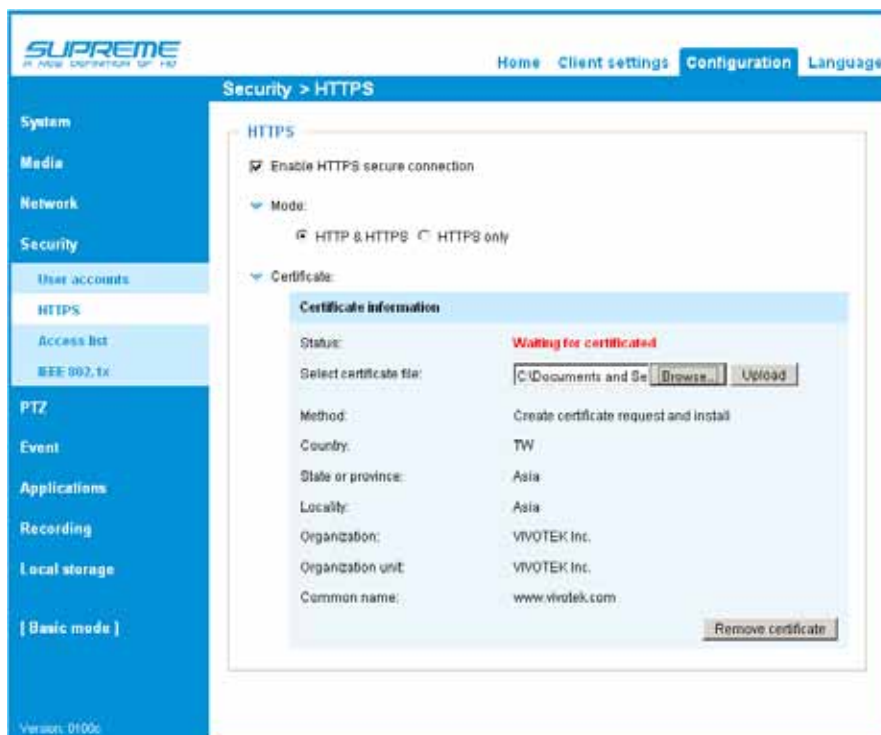 SUPREME
A NEW DEFINITION OF HD
Home Client settings Configuration Language
Security > HTTPS
System
Media
Network
Security
User accounts
HTTPS
Access list
IEEE 802.1x
PTZ
Event
Applications
Recording
Local storage
[ Basic mode ]
Version: 0100c
HTTPS
Enable HTTPS secure connection
Mode:
HTTP & HTTPS HTTPS only
Certificate:
Certificate information
Status: Waiting for certificated
Select certificate file: C:\Documents and Se Browse... Upload
Method: Create certificate request and install
Country: TW
State or province: Asia
Locality: Asia
Organization: VIVOTEK Inc.
Organization unit: VIVOTEK Inc.
Common name: www.vivotek.com
Remove certificate